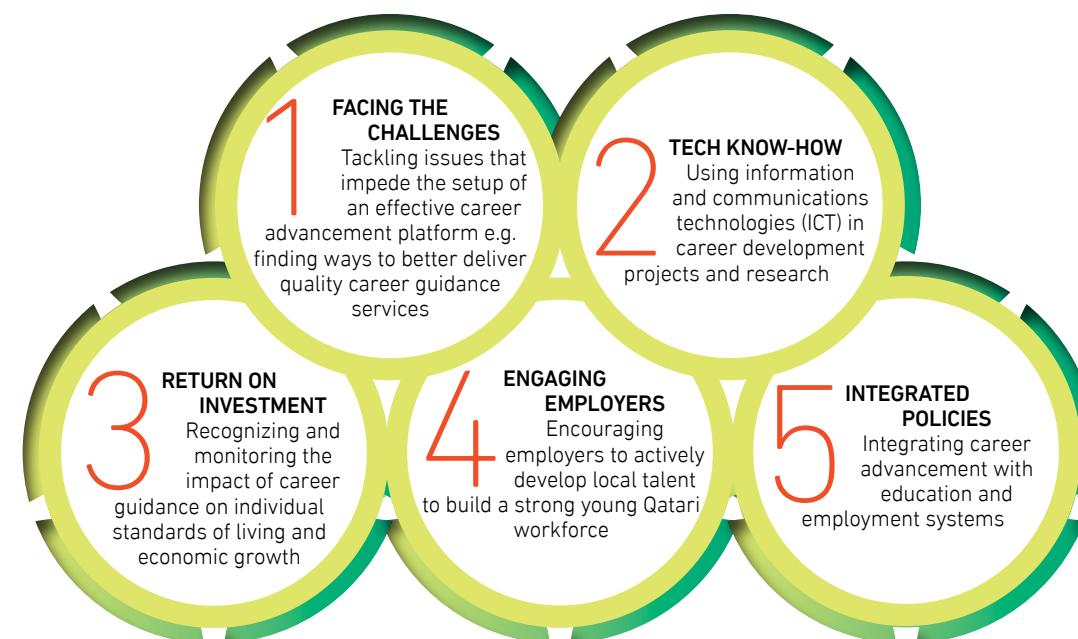 1
FACING THE
CHALLENGES
Tackling issues that
impede the setup of
an effective career
advancement platform e.g.
finding ways to better deliver
quality career guidance
services
2
TECH KNOW-HOW
Using information
and communications
technologies (ICT) in
career development
projects and research
3
RETURN ON
INVESTMENT
Recognizing and
monitoring the
impact of career
guidance on individual
standards of living and
economic growth
4
ENGAGING
EMPLOYERS
Encouraging
employers to actively
develop local talent
to build a strong young Qatari
workforce
5
INTEGRATED
POLICIES
Integrating career
advancement with
education and
employment systems